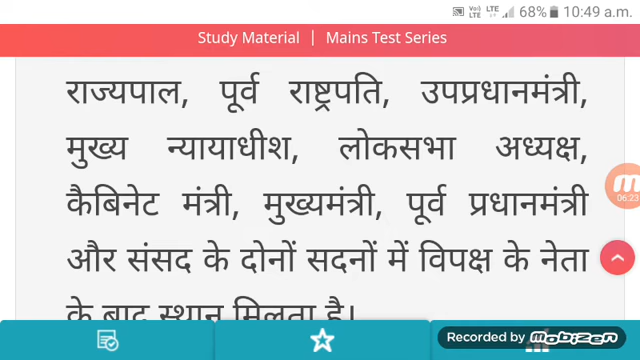 Vo) LTE LTE 68% 10:49 a.m.
Study Material | Mains Test Series
राज्यपाल, पूर्व राष्ट्रपति, उपप्रधानमंत्री,
मुख्य न्यायाधीश, लोकसभा अध्यक्ष,
कैबिनेट मंत्री, मुख्यमंत्री, पूर्व प्रधानमंत्री
06:23
और संसद के दोनों सदनों में विपक्ष के नेता
के बाद स्थान मिलता है।
Recorded by mobizen